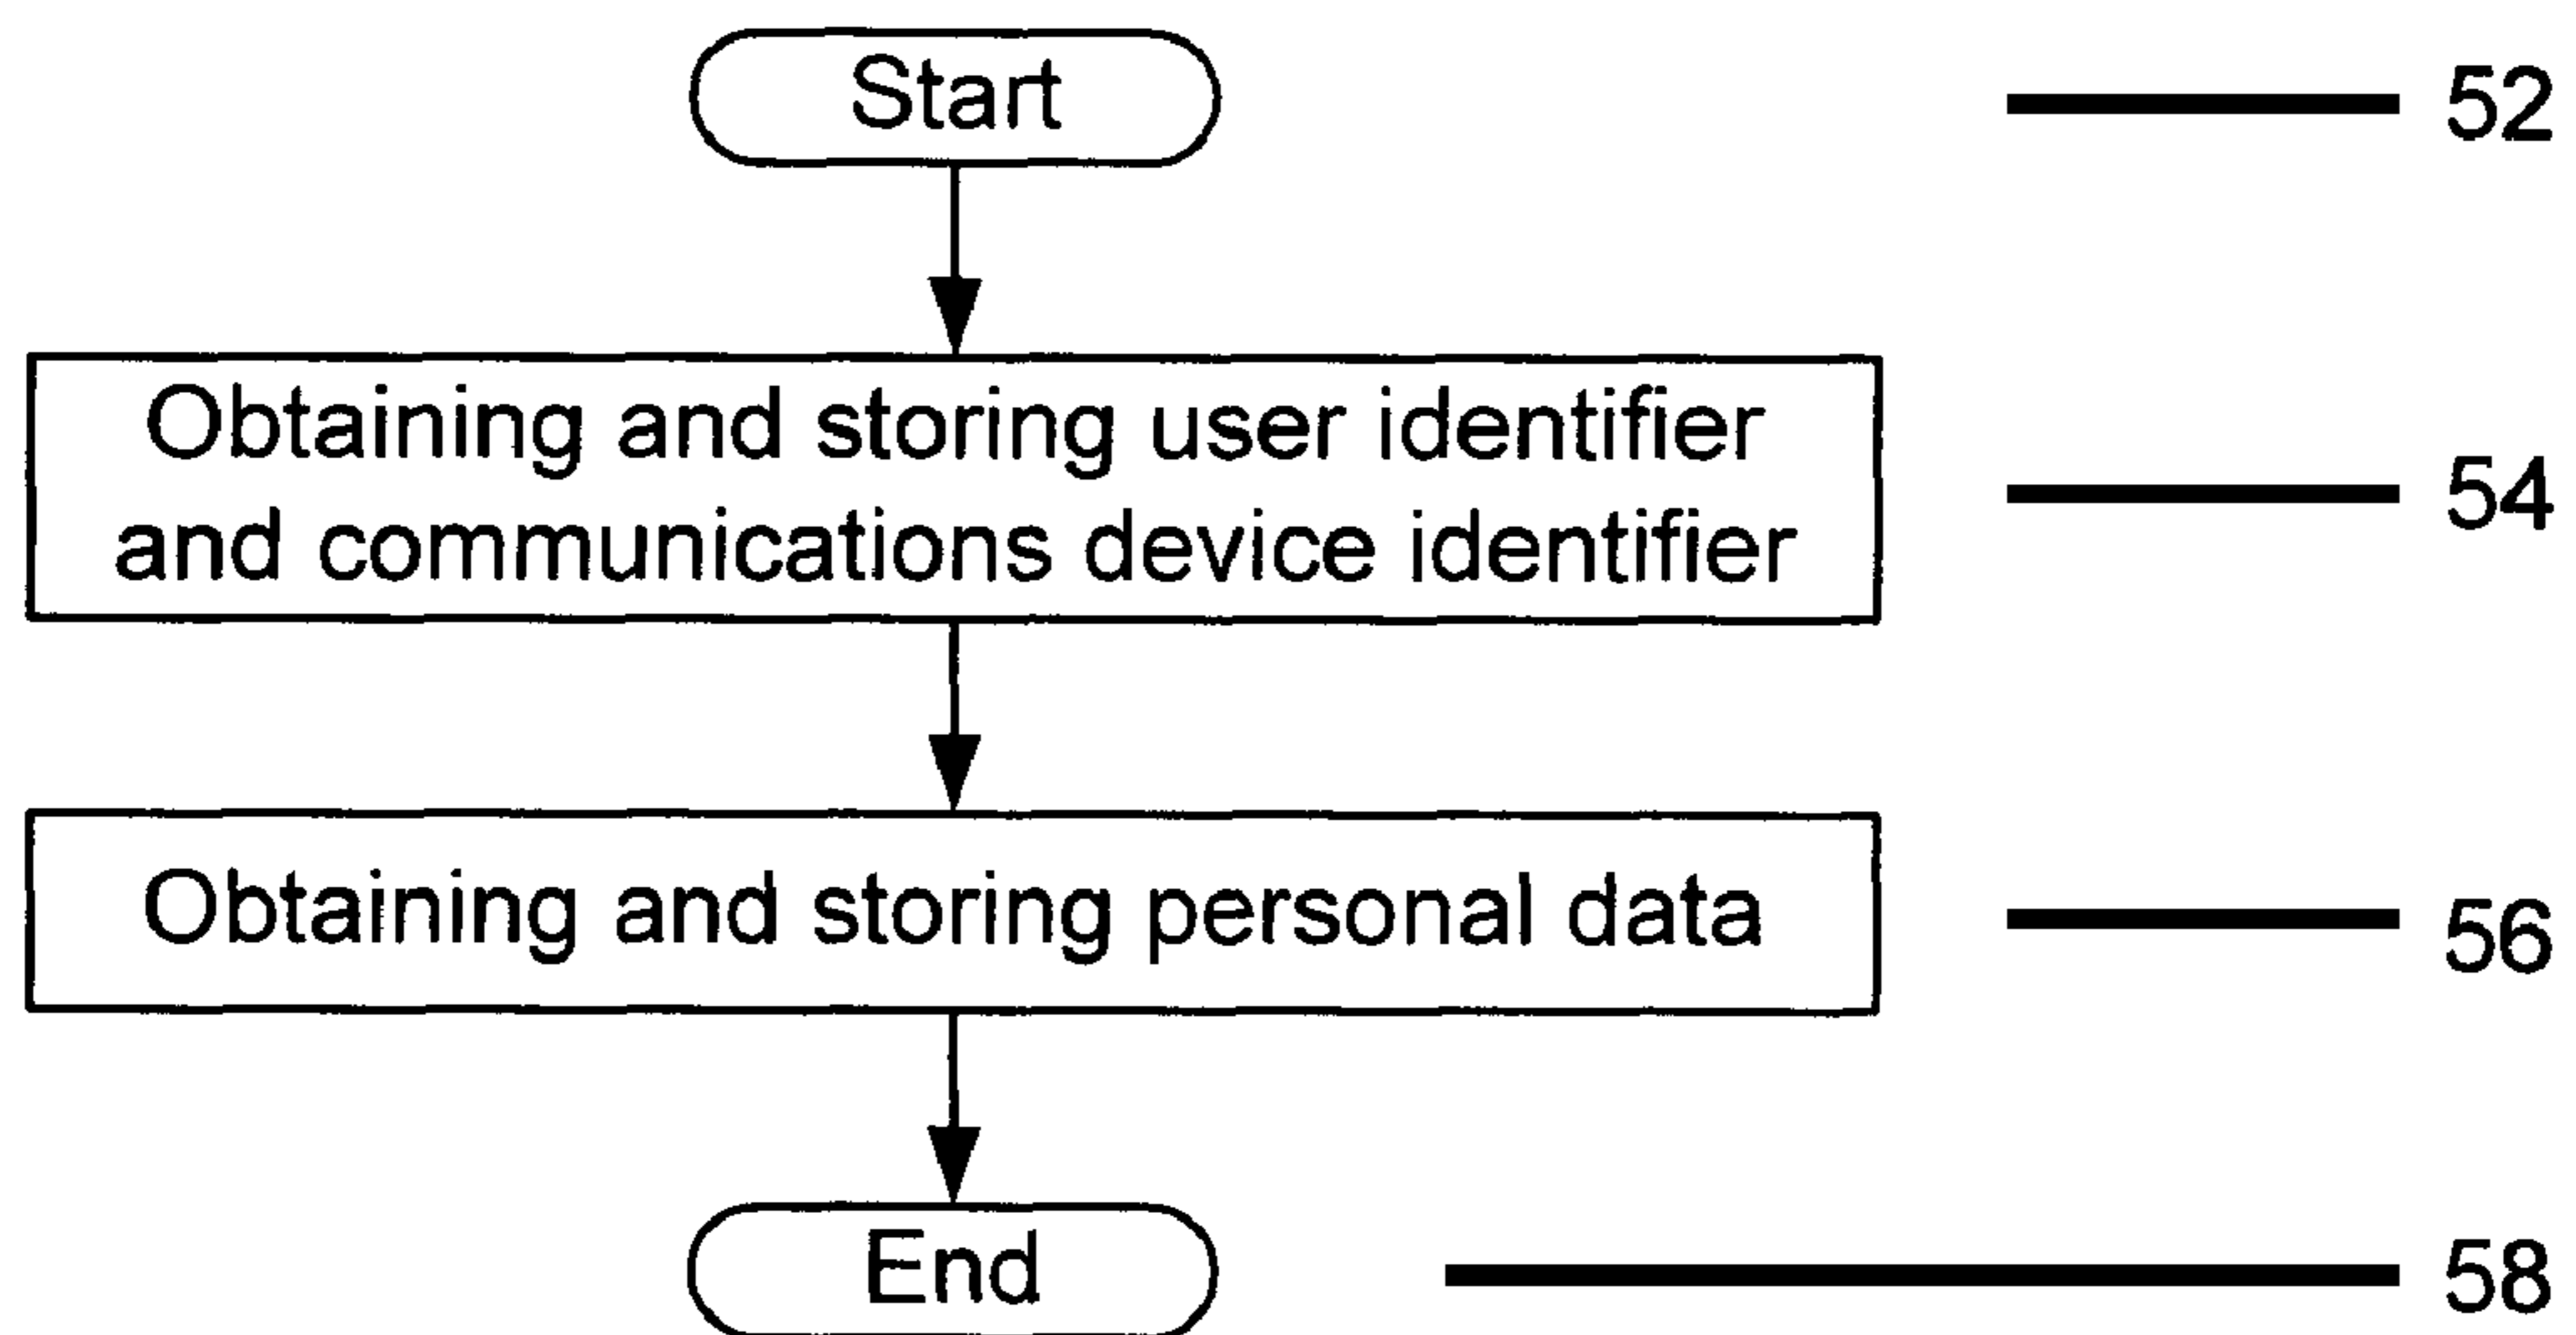 Start
52
Obtaining and storing user identifier
and communications device identifier
54
Obtaining and storing personal data
56
End
58